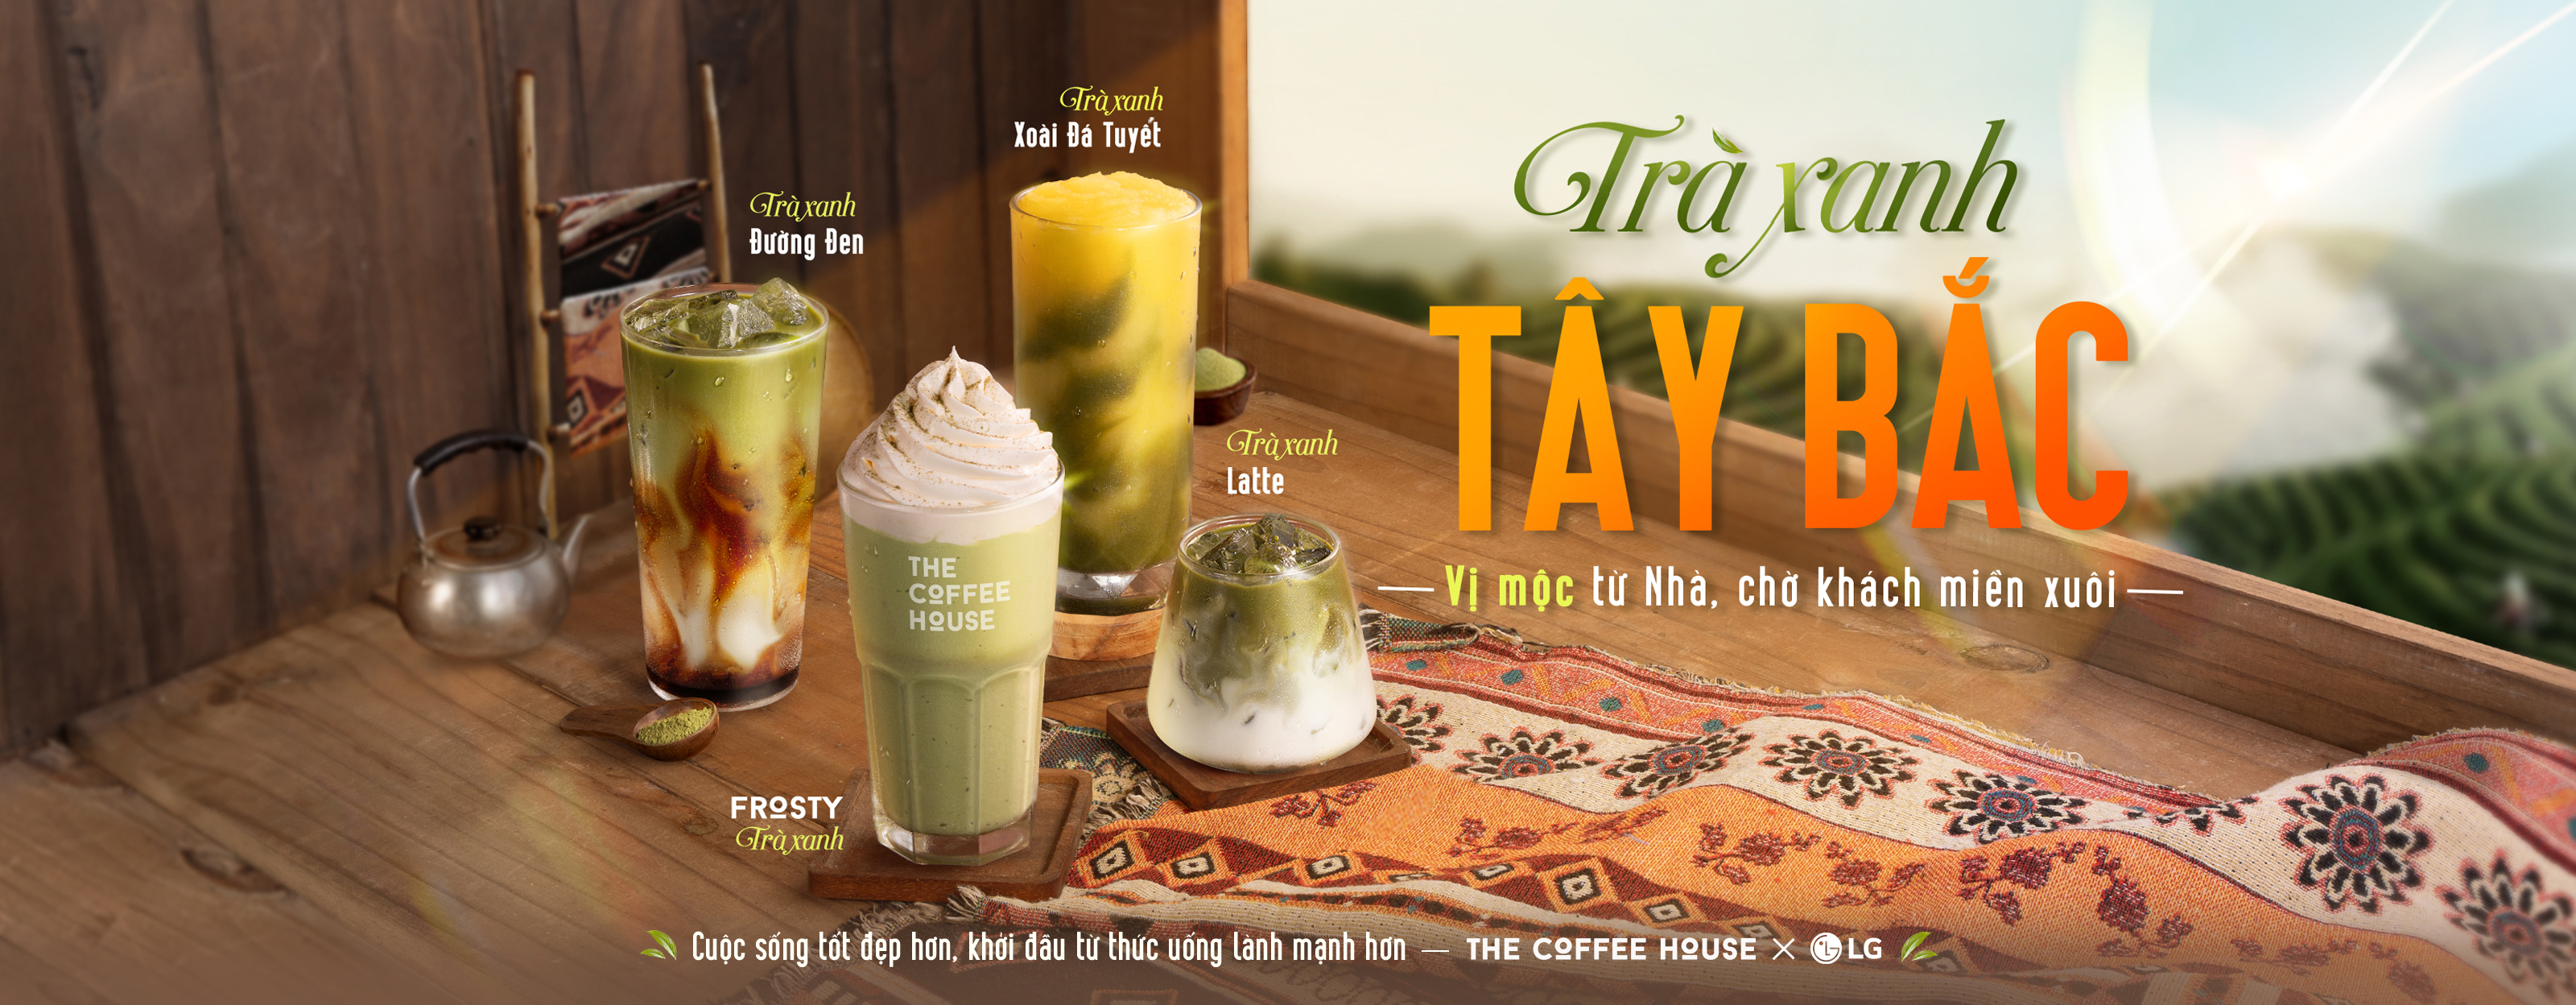 Trà xanh
Xoài Đá Tuyết
Trà xanh
Đường Đen
Trà xanh
TÂY BẮC
Vị mộc từ Nhà, chờ khách miền xuôi
Trà xanh
Latte
THE
COFFEE
HOUSE
FROSTY
Trà xanh
Cuộc sống tốt đẹp hơn, khởi đầu từ thức uống lành mạnh hơn — THE COFFEE HOUSE × LG